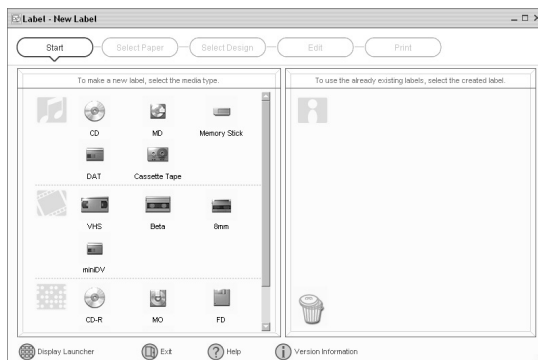 Label - New Label
Start
Select Paper
Select Design
Edit
Print
To make a new label, select the media type.
CD
MD
Memory Stick
DAT
Cassette Tape
VHS
Beta
8mm
miniDV
CD-R
MO
FD
To use the already existing labels, select the created label.
Display Launcher
Exit
Help
Version Information